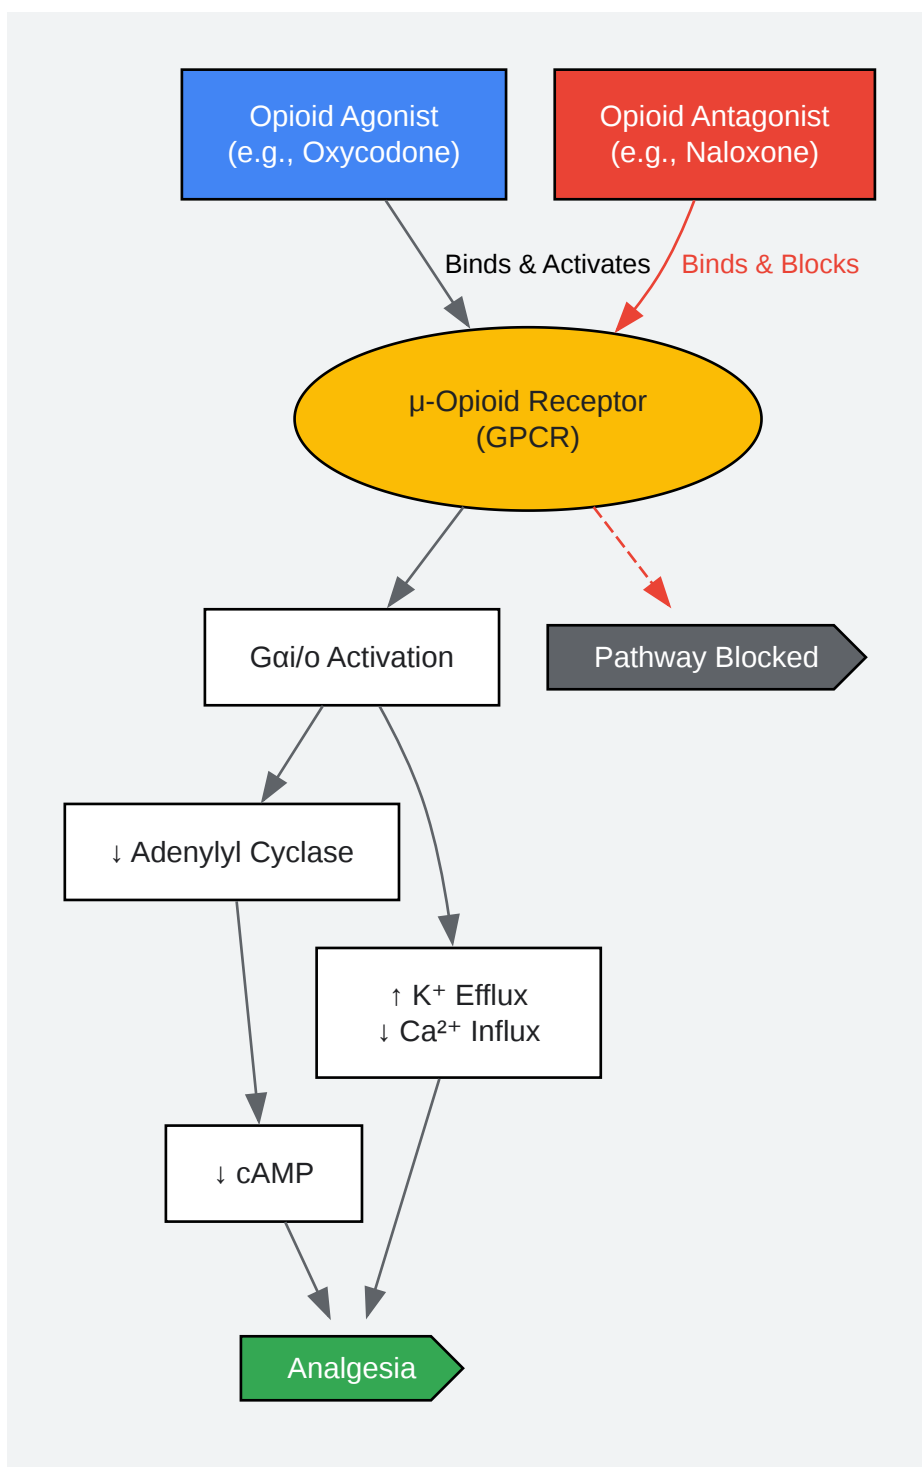 Opioid Agonist
(e.g., Oxycodone)
Opioid Antagonist
(e.g., Naloxone)
Binds & Activates
Binds & Blocks
μ-Opioid Receptor
(GPCR)
Gαi/o Activation
Pathway Blocked
↓ Adenylyl Cyclase
↑ K⁺ Efflux
↓ Ca²⁺ Influx
↓ cAMP
Analgesia